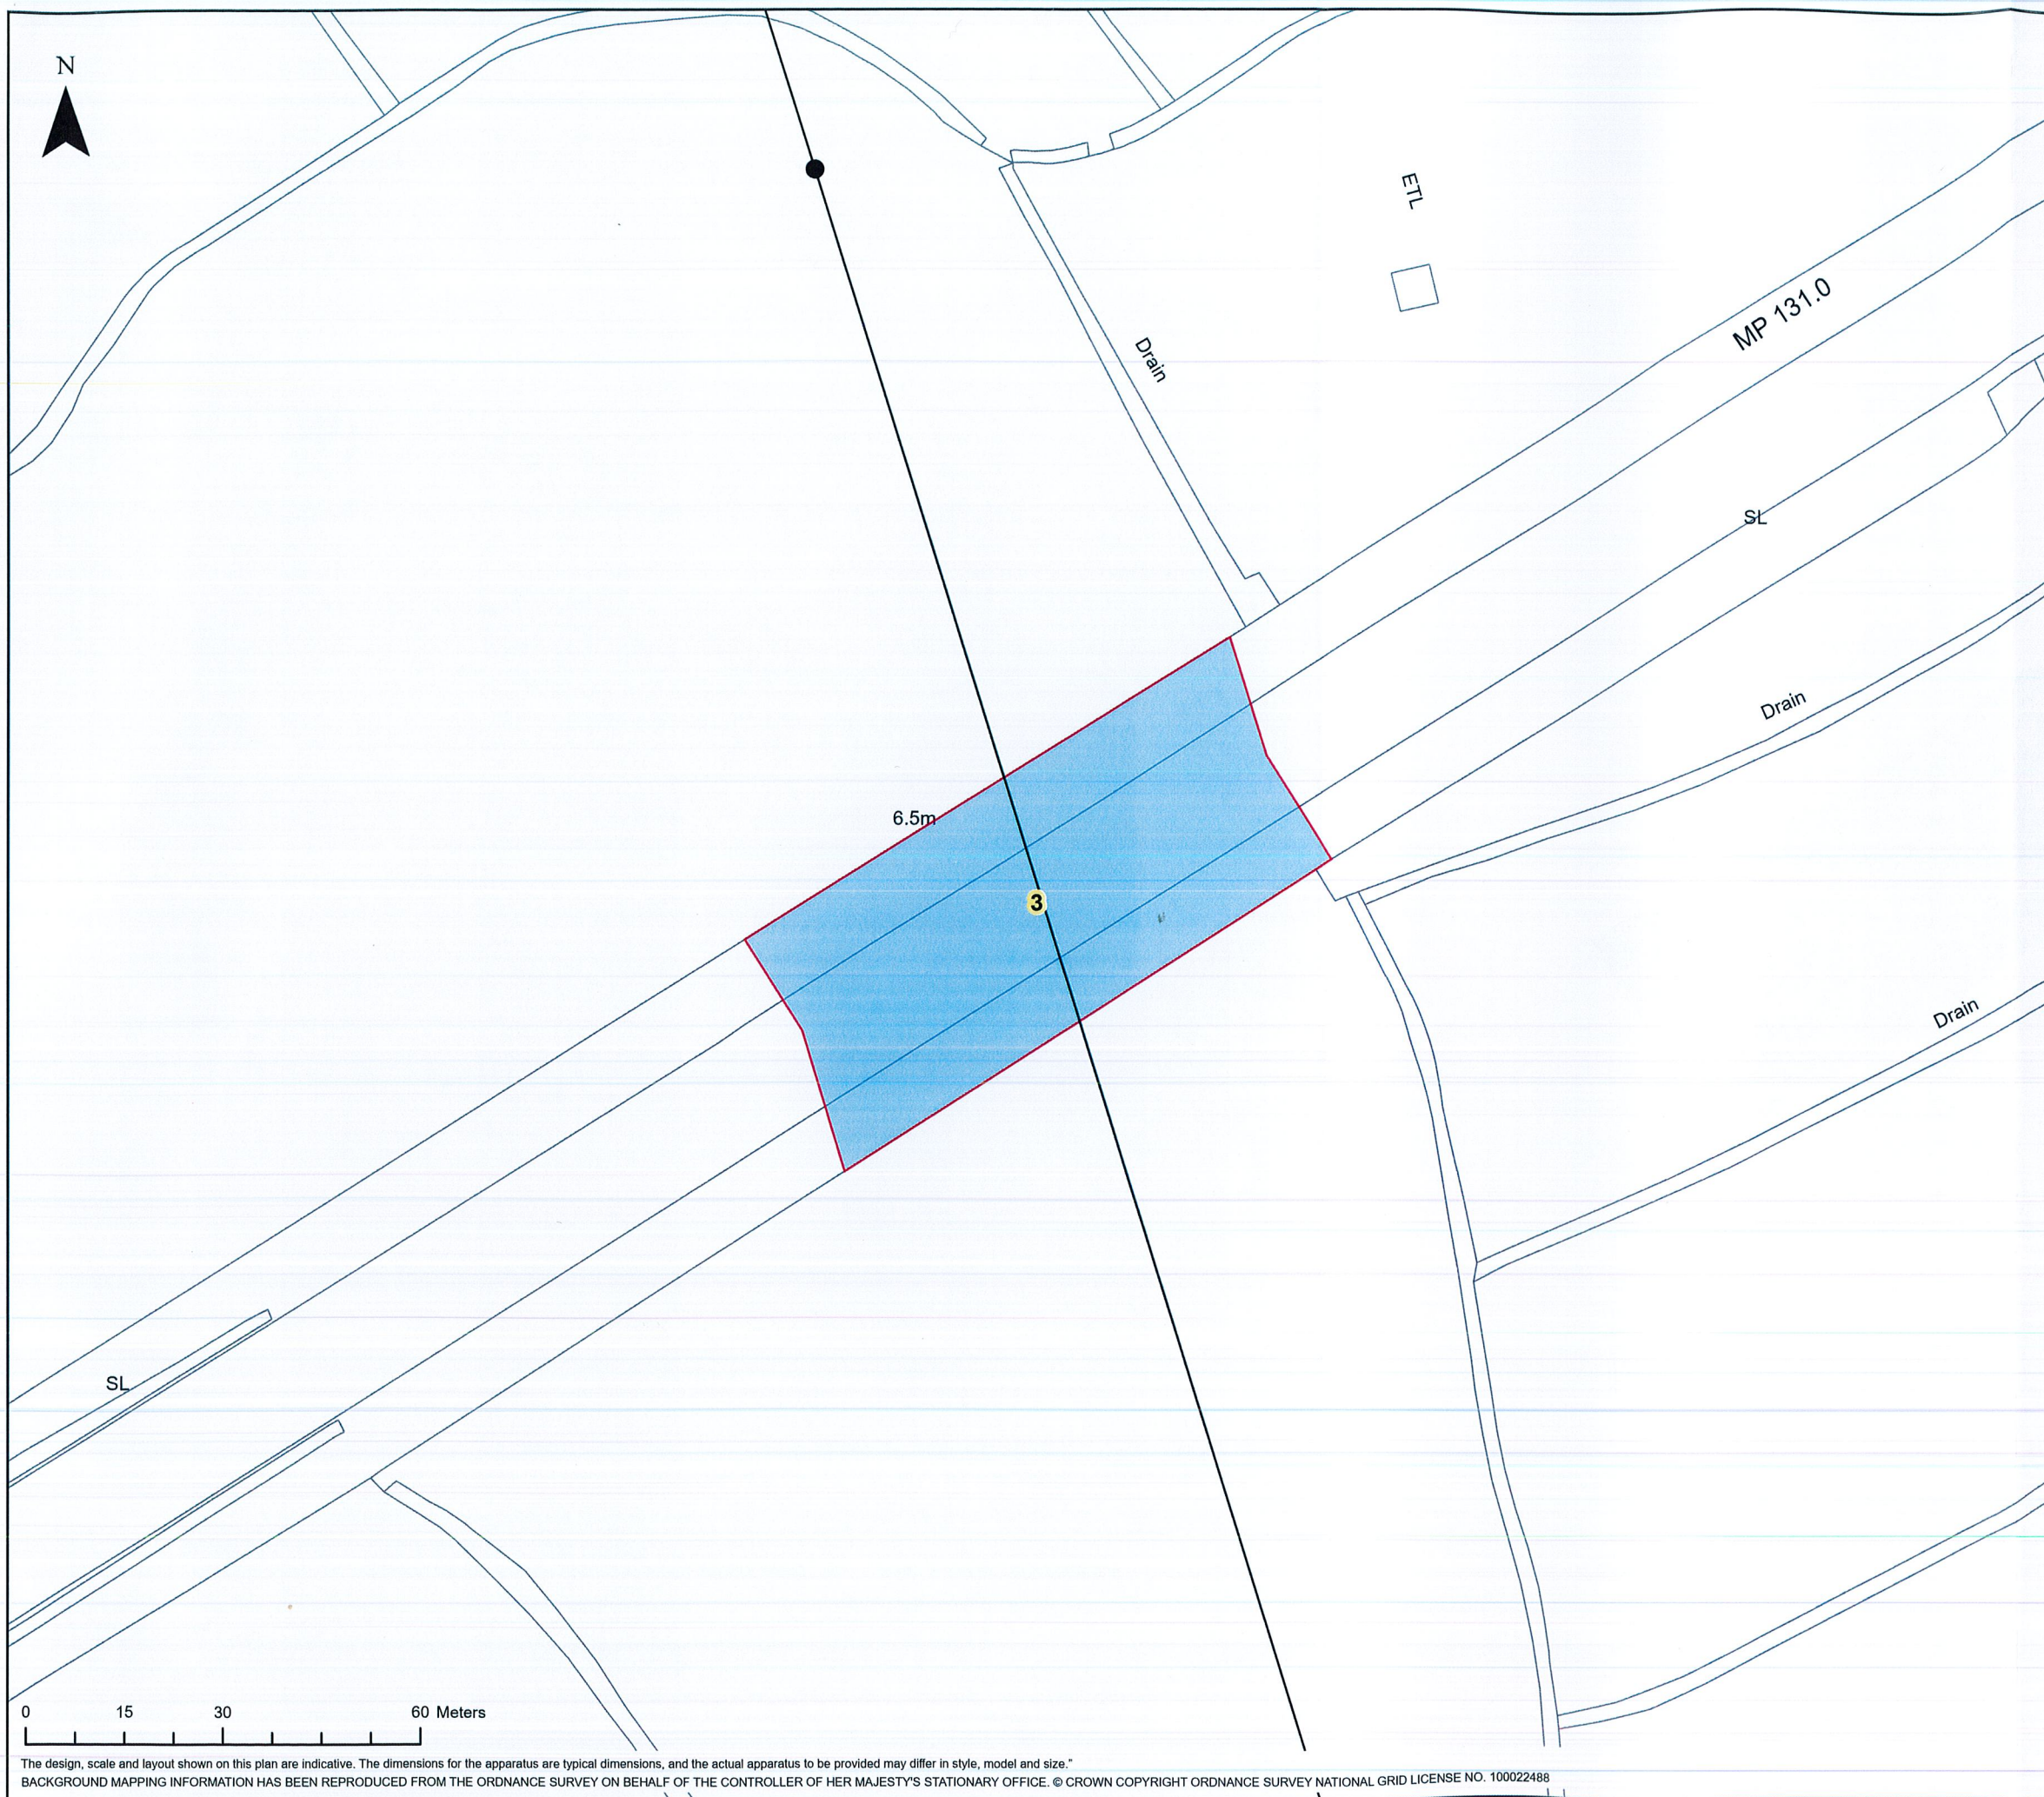 N
ETL
MP 131.0
Drain
SL
Drain
6.5m
3
Drain
SL
0 15 30 60 Meters
The design, scale and layout shown on this plan are indicative. The dimensions for the apparatus are typical dimensions, and the actual apparatus to be provided may differ in style, model and size."
BACKGROUND MAPPING INFORMATION HAS BEEN REPRODUCED FROM THE ORDNANCE SURVEY ON BEHALF OF THE CONTROLLER OF HER MAJESTY'S STATIONARY OFFICE. © CROWN COPYRIGHT ORDNANCE SURVEY NATIONAL GRID LICENSE NO. 100022488